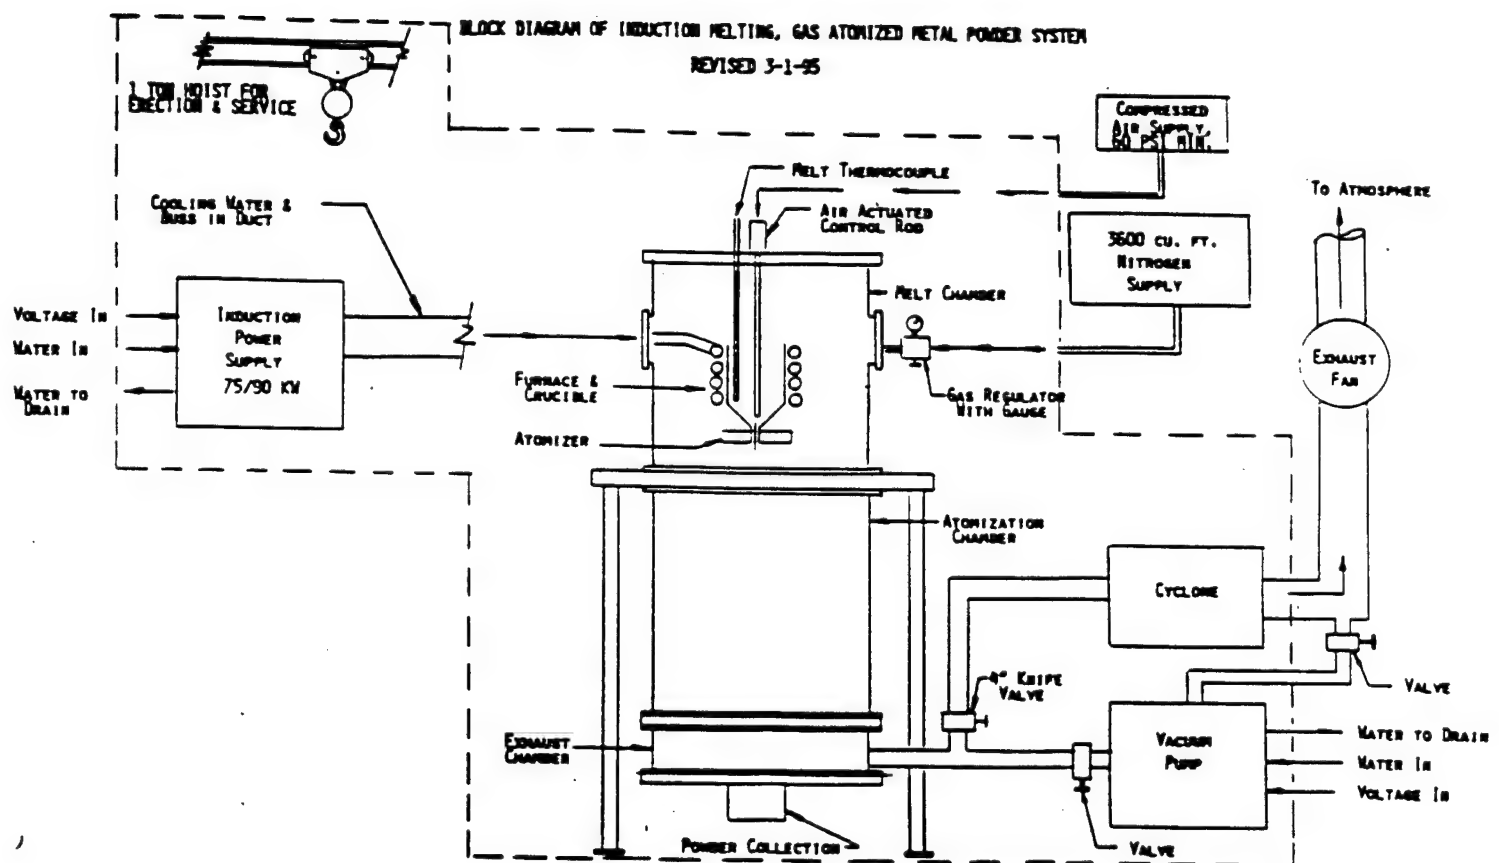 BLOCK DIAGRAM OF INDUCTION MELTING, GAS ATOMIZED METAL POWDER SYSTEM
REVISED 3-1-95
1 TON HOIST FOR
ERECTION & SERVICE
COMPRESSED
AIR SUPPLY,
60 PSI MIN.
MELT THERMOCOUPLE
TO ATMOSPHERE
COOLING WATER &
BUSS IN DUCT
AIR ACTUATED
CONTROL ROD
3600 CU. FT.
NITROGEN
SUPPLY
MELT CHAMBER
VOLTAGE IN
WATER IN
WATER TO
DRAIN
INDUCTION
POWER
SUPPLY
75/90 KW
EXHAUST
FAN
FURNACE &
CRUCIBLE
GAS REGULATOR
WITH GAUGE
ATOMIZER
ATOMIZATION
CHAMBER
CYCLONE
4" KNIFE
VALVE
VALVE
EXHAUST
CHAMBER
VACUUM
PUMP
WATER TO DRAIN
WATER IN
VOLTAGE IN
POWDER COLLECTION
VALVE